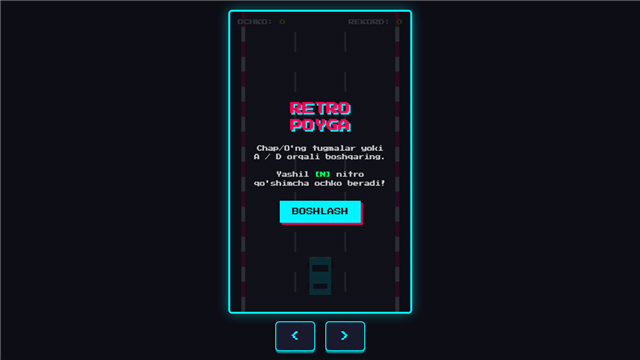 OCHKO: 0
REKORD: 0
RETRO
POYGA
Chap/O'ng tugmalar yoki
A / D orqali boshqaring.
Yashil [N] nitro
qo'shimcha ochko beradi!
BOSHLASH
< >